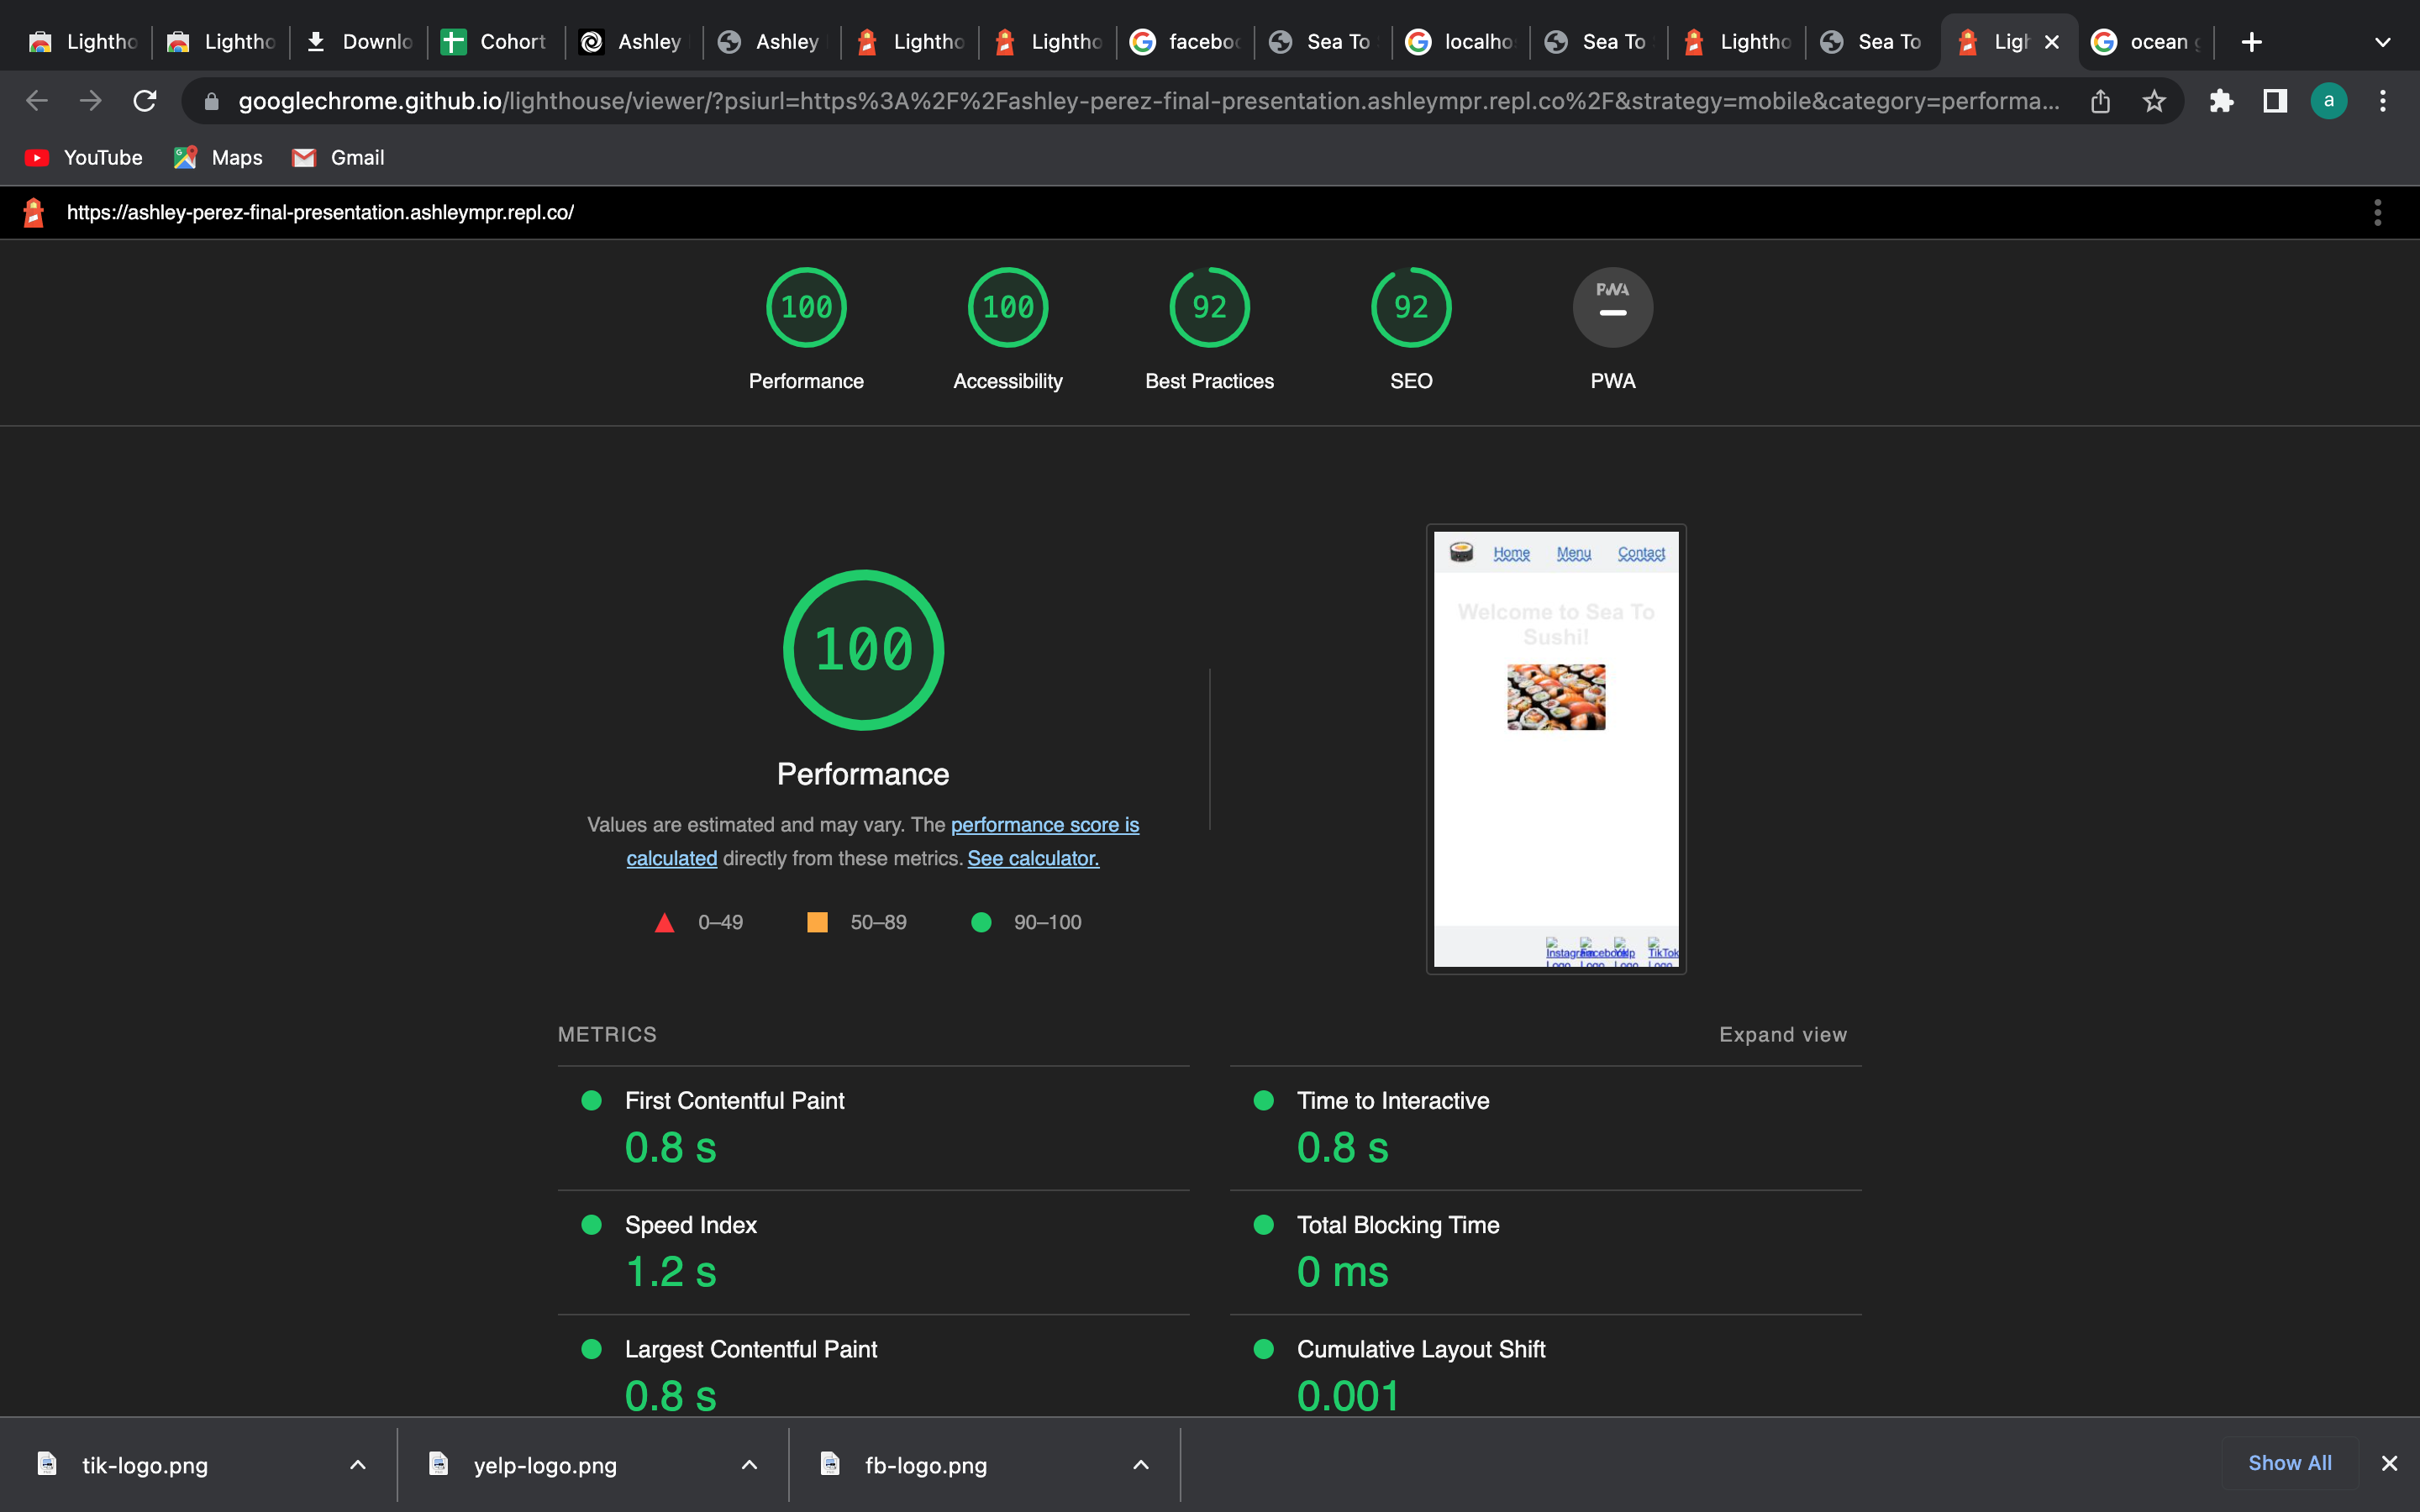 Lightho
Lightho
Downlo
Cohort
Ashley
Ashley
Lightho
Lightho
faceboo
Sea To
localhos
Sea To
Lightho
Sea To
Ligh
ocean g
googlechrome.github.io/lighthouse/viewer/?psiurl=https%3A%2F%2Fashley-perez-final-presentation.ashleympr.repl.co%2F&strategy=mobile&category=performa...
a
YouTube
Maps
Gmail
https://ashley-perez-final-presentation.ashleympr.repl.co/
100
Performance
100
Accessibility
92
Best Practices
92
SEO
PWA
PWA
100
Performance
Values are estimated and may vary. The performance score is
calculated directly from these metrics. See calculator.
0–49
50–89
90–100
Home
Menu
Contact
Welcome to Sea To
Sushi!
Instagram
Facebook
Yelp
TikTok
Logo
Logo
Logo
Logo
METRICS
Expand view
First Contentful Paint
0.8 s
Time to Interactive
0.8 s
Speed Index
1.2 s
Total Blocking Time
0 ms
Largest Contentful Paint
0.8 s
Cumulative Layout Shift
0.001
tik-logo.png
yelp-logo.png
fb-logo.png
Show All